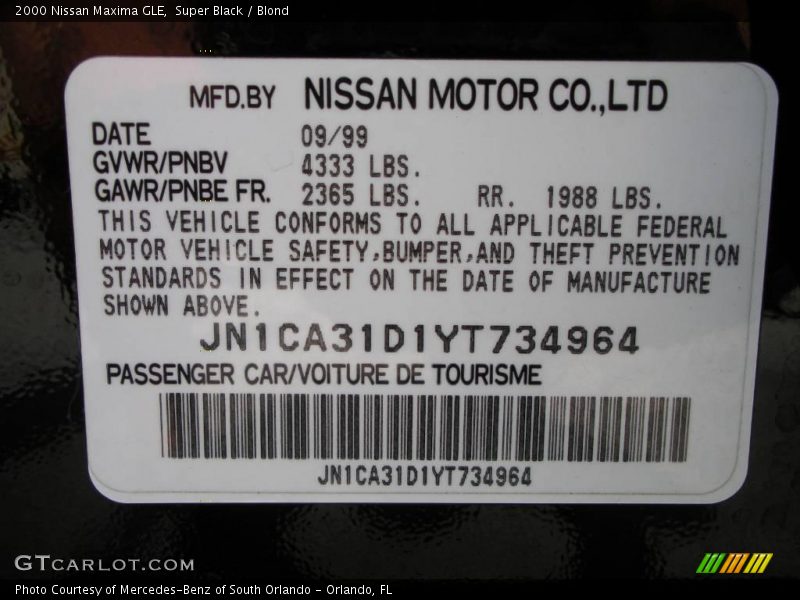 2000 Nissan Maxima GLE, Super Black / Blond
MFD.BY NISSAN MOTOR CO.,LTD
DATE 09/99
GVWR/PNBV 4333 LBS.
GAWR/PNBE FR. 2365 LBS. RR. 1988 LBS.
THIS VEHICLE CONFORMS TO ALL APPLICABLE FEDERAL
MOTOR VEHICLE SAFETY,BUMPER,AND THEFT PREVENTION
STANDARDS IN EFFECT ON THE DATE OF MANUFACTURE
SHOWN ABOVE.
JN1CA31D1YT734964
PASSENGER CAR/VOITURE DE TOURISME
JN1CA31D1YT734964
GTCARLOT.COM
Photo Courtesy of Mercedes-Benz of South Orlando - Orlando, FL